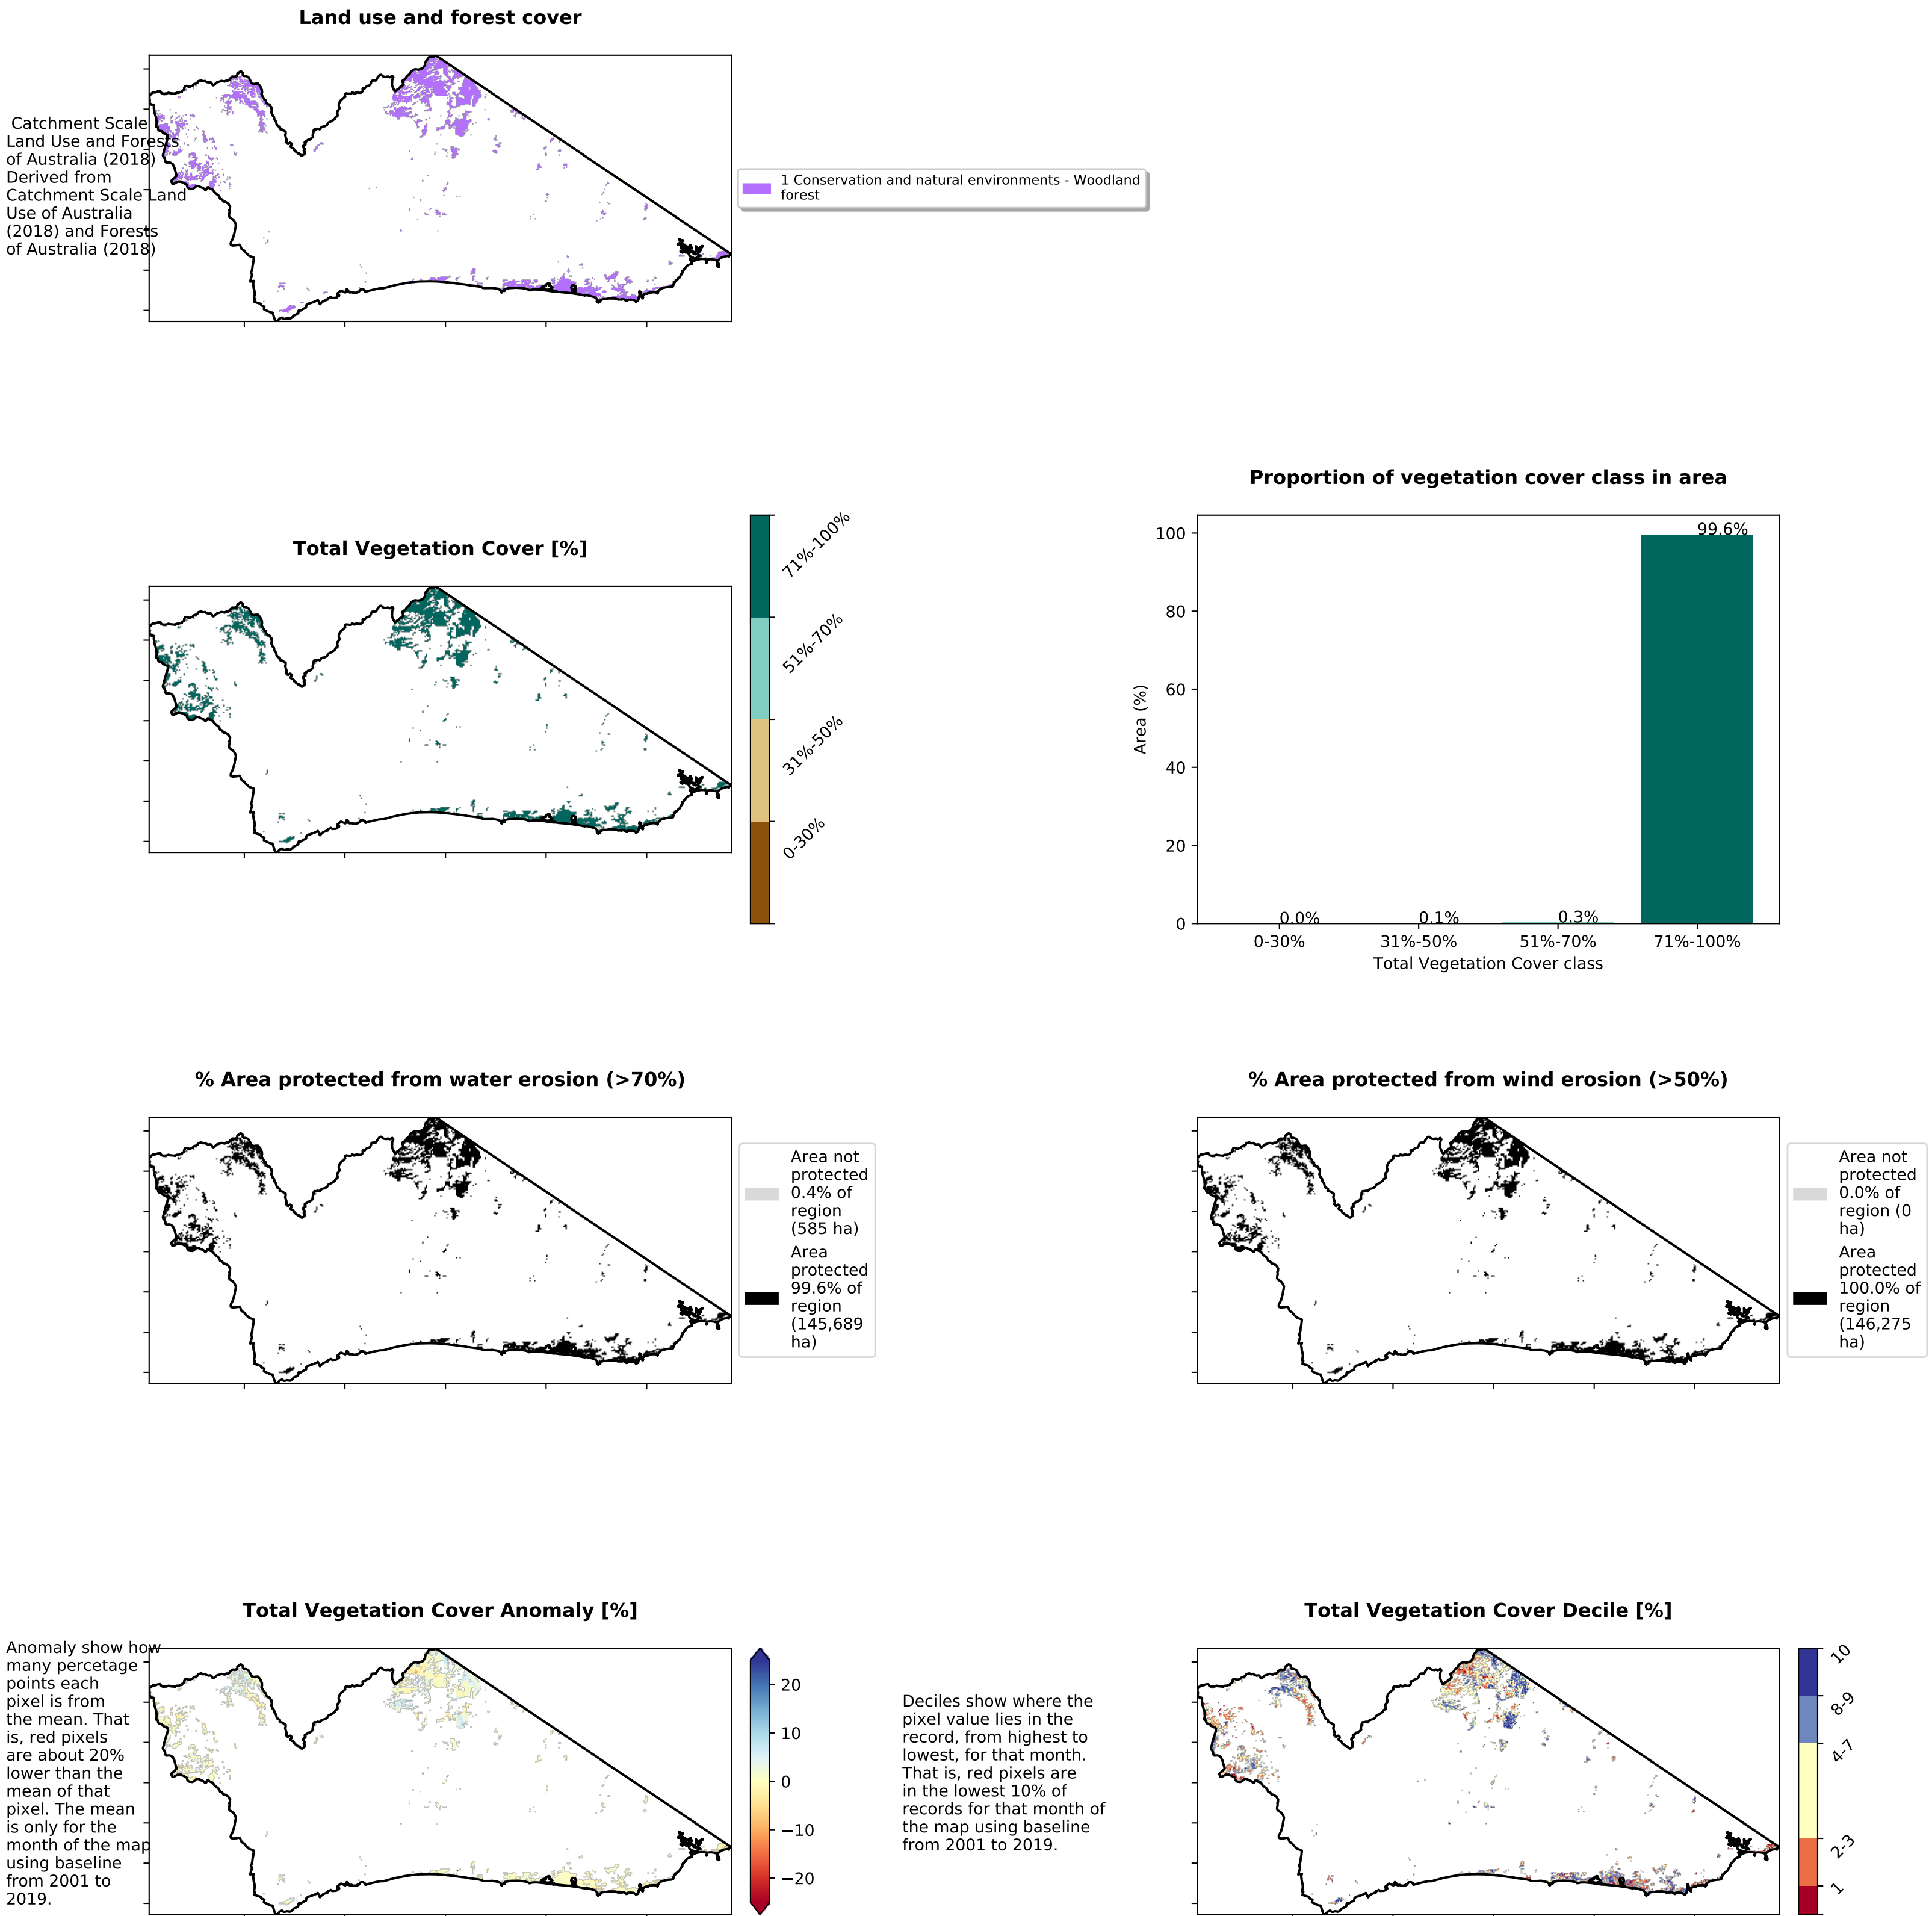 Land use and forest cover
Catchment Scale
Land Use and Forests
of Australia (2018)
Derived from
Catchment Scale Land
Use of Australia
(2018) and Forests
of Australia (2018)
1 Conservation and natural environments - Woodland
forest
Total Vegetation Cover [%]
71%-100%
51%-70%
31%-50%
0-30%
Proportion of vegetation cover class in area
Area (%)
100
80
60
40
20
0
0.0%
0.1%
0.3%
99.6%
0-30%
31%-50%
51%-70%
71%-100%
Total Vegetation Cover class
% Area protected from water erosion (>70%)
Area not
protected
0.4% of
region
(585 ha)
Area
protected
99.6% of
region
(145,689
ha)
% Area protected from wind erosion (>50%)
Area not
protected
0.0% of
region (0
ha)
Area
protected
100.0% of
region
(146,275
ha)
Total Vegetation Cover Anomaly [%]
Anomaly show how
many percetage
points each
pixel is from
the mean. That
is, red pixels
are about 20%
lower than the
mean of that
pixel. The mean
is only for the
month of the map
using baseline
from 2001 to
2019.
20
10
0
−10
−20
Total Vegetation Cover Decile [%]
Deciles show where the
pixel value lies in the
record, from highest to
lowest, for that month.
That is, red pixels are
in the lowest 10% of
records for that month of
the map using baseline
from 2001 to 2019.
10
8-9
4-7
2-3
1